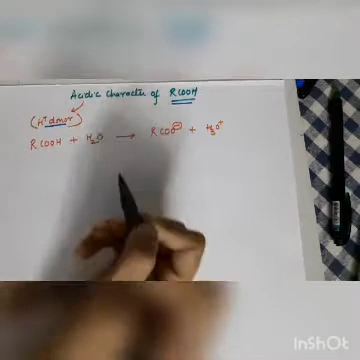 Acidic Character of RCOOH
(H⁺ donor)
RCOOH + H₂O ⟶ RCOO⊖ + H₃O⁺
InShOt